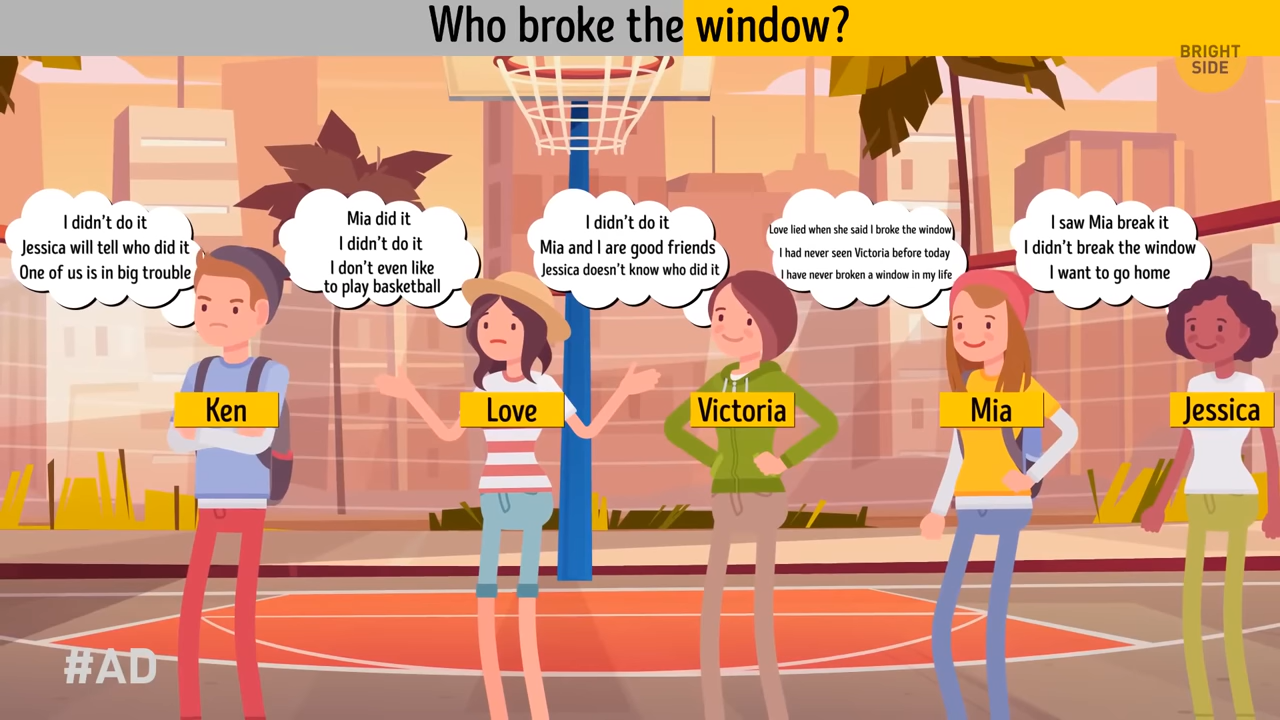 Who broke the window?
BRIGHT
SIDE
I didn't do it
Jessica will tell who did it
One of us is in big trouble
Mia did it
I didn't do it
I don't even like
to play basketball
I didn't do it
Mia and I are good friends
Jessica doesn't know who did it
Love lied when she said I broke the window
I had never seen Victoria before today
I have never broken a window in my life
I saw Mia break it
I didn't break the window
I want to go home
Ken
Love
Victoria
Mia
Jessica
#AD